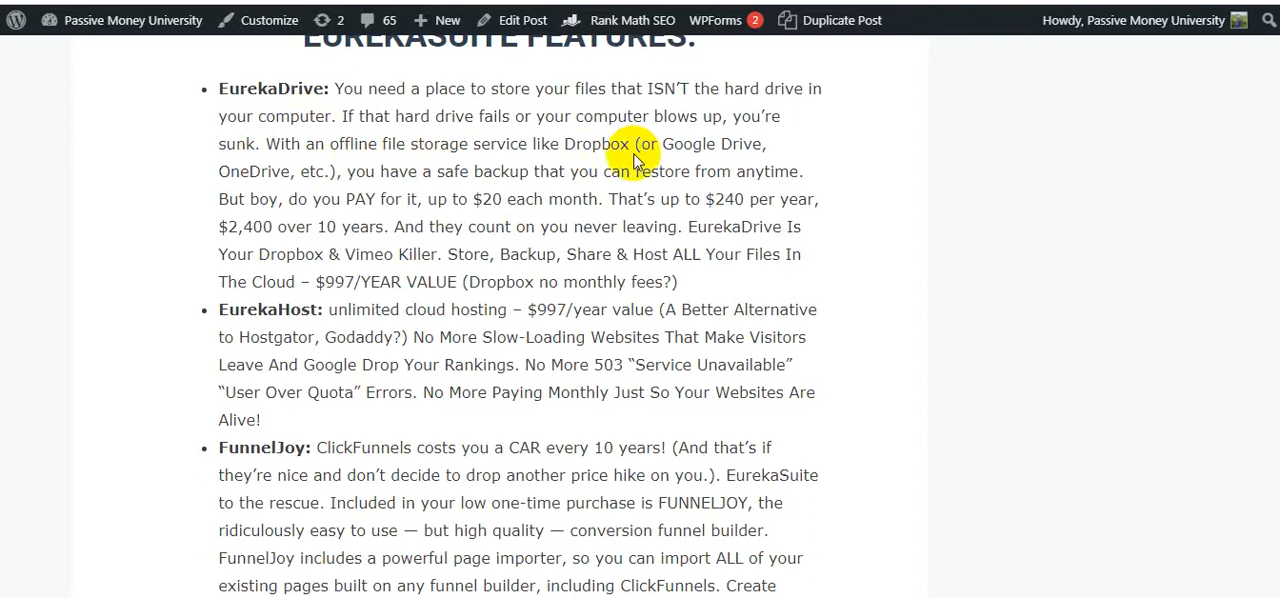 Passive Money University Customize 2 65 New Edit Post Rank Math SEO WPForms 2 Duplicate Post Howdy, Passive Money University
EUREKASUITE FEATURES:
• EurekaDrive: You need a place to store your files that ISN’T the hard drive in
your computer. If that hard drive fails or your computer blows up, you’re
sunk. With an offline file storage service like Dropbox (or Google Drive,
OneDrive, etc.), you have a safe backup that you can restore from anytime.
But boy, do you PAY for it, up to $20 each month. That’s up to $240 per year,
$2,400 over 10 years. And they count on you never leaving. EurekaDrive Is
Your Dropbox & Vimeo Killer. Store, Backup, Share & Host ALL Your Files In
The Cloud – $997/YEAR VALUE (Dropbox no monthly fees?)
• EurekaHost: unlimited cloud hosting – $997/year value (A Better Alternative
to Hostgator, Godaddy?) No More Slow-Loading Websites That Make Visitors
Leave And Google Drop Your Rankings. No More 503 “Service Unavailable”
“User Over Quota” Errors. No More Paying Monthly Just So Your Websites Are
Alive!
• FunnelJoy: ClickFunnels costs you a CAR every 10 years! (And that’s if
they’re nice and don’t decide to drop another price hike on you.). EurekaSuite
to the rescue. Included in your low one-time purchase is FUNNELJOY, the
ridiculously easy to use — but high quality — conversion funnel builder.
FunnelJoy includes a powerful page importer, so you can import ALL of your
existing pages built on any funnel builder, including ClickFunnels. Create